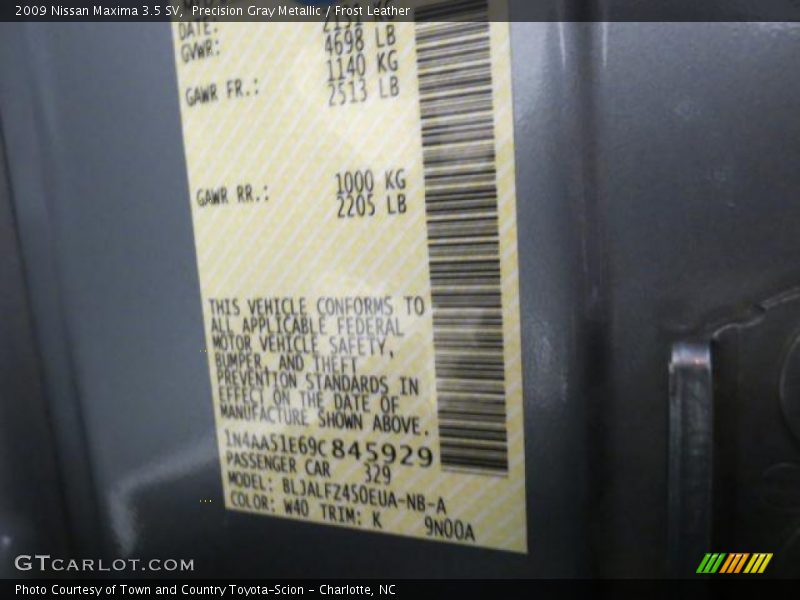 2009 Nissan Maxima 3.5 SV, Precision Gray Metallic / Frost Leather
DATE:
GVWR: 4698 LB
1140 KG
GAWR FR.: 2513 LB
1000 KG
GAWR RR.: 2205 LB
THIS VEHICLE CONFORMS TO
ALL APPLICABLE FEDERAL
MOTOR VEHICLE SAFETY,
BUMPER, AND THEFT
PREVENTION STANDARDS IN
EFFECT ON THE DATE OF
MANUFACTURE SHOWN ABOVE.
1N4AA51E69C845929
PASSENGER CAR 329
MODEL: BLJALFZ450EUA-NB-A
COLOR: W40 TRIM: K 9N00A
GTCARLOT.COM
Photo Courtesy of Town and Country Toyota-Scion - Charlotte, NC